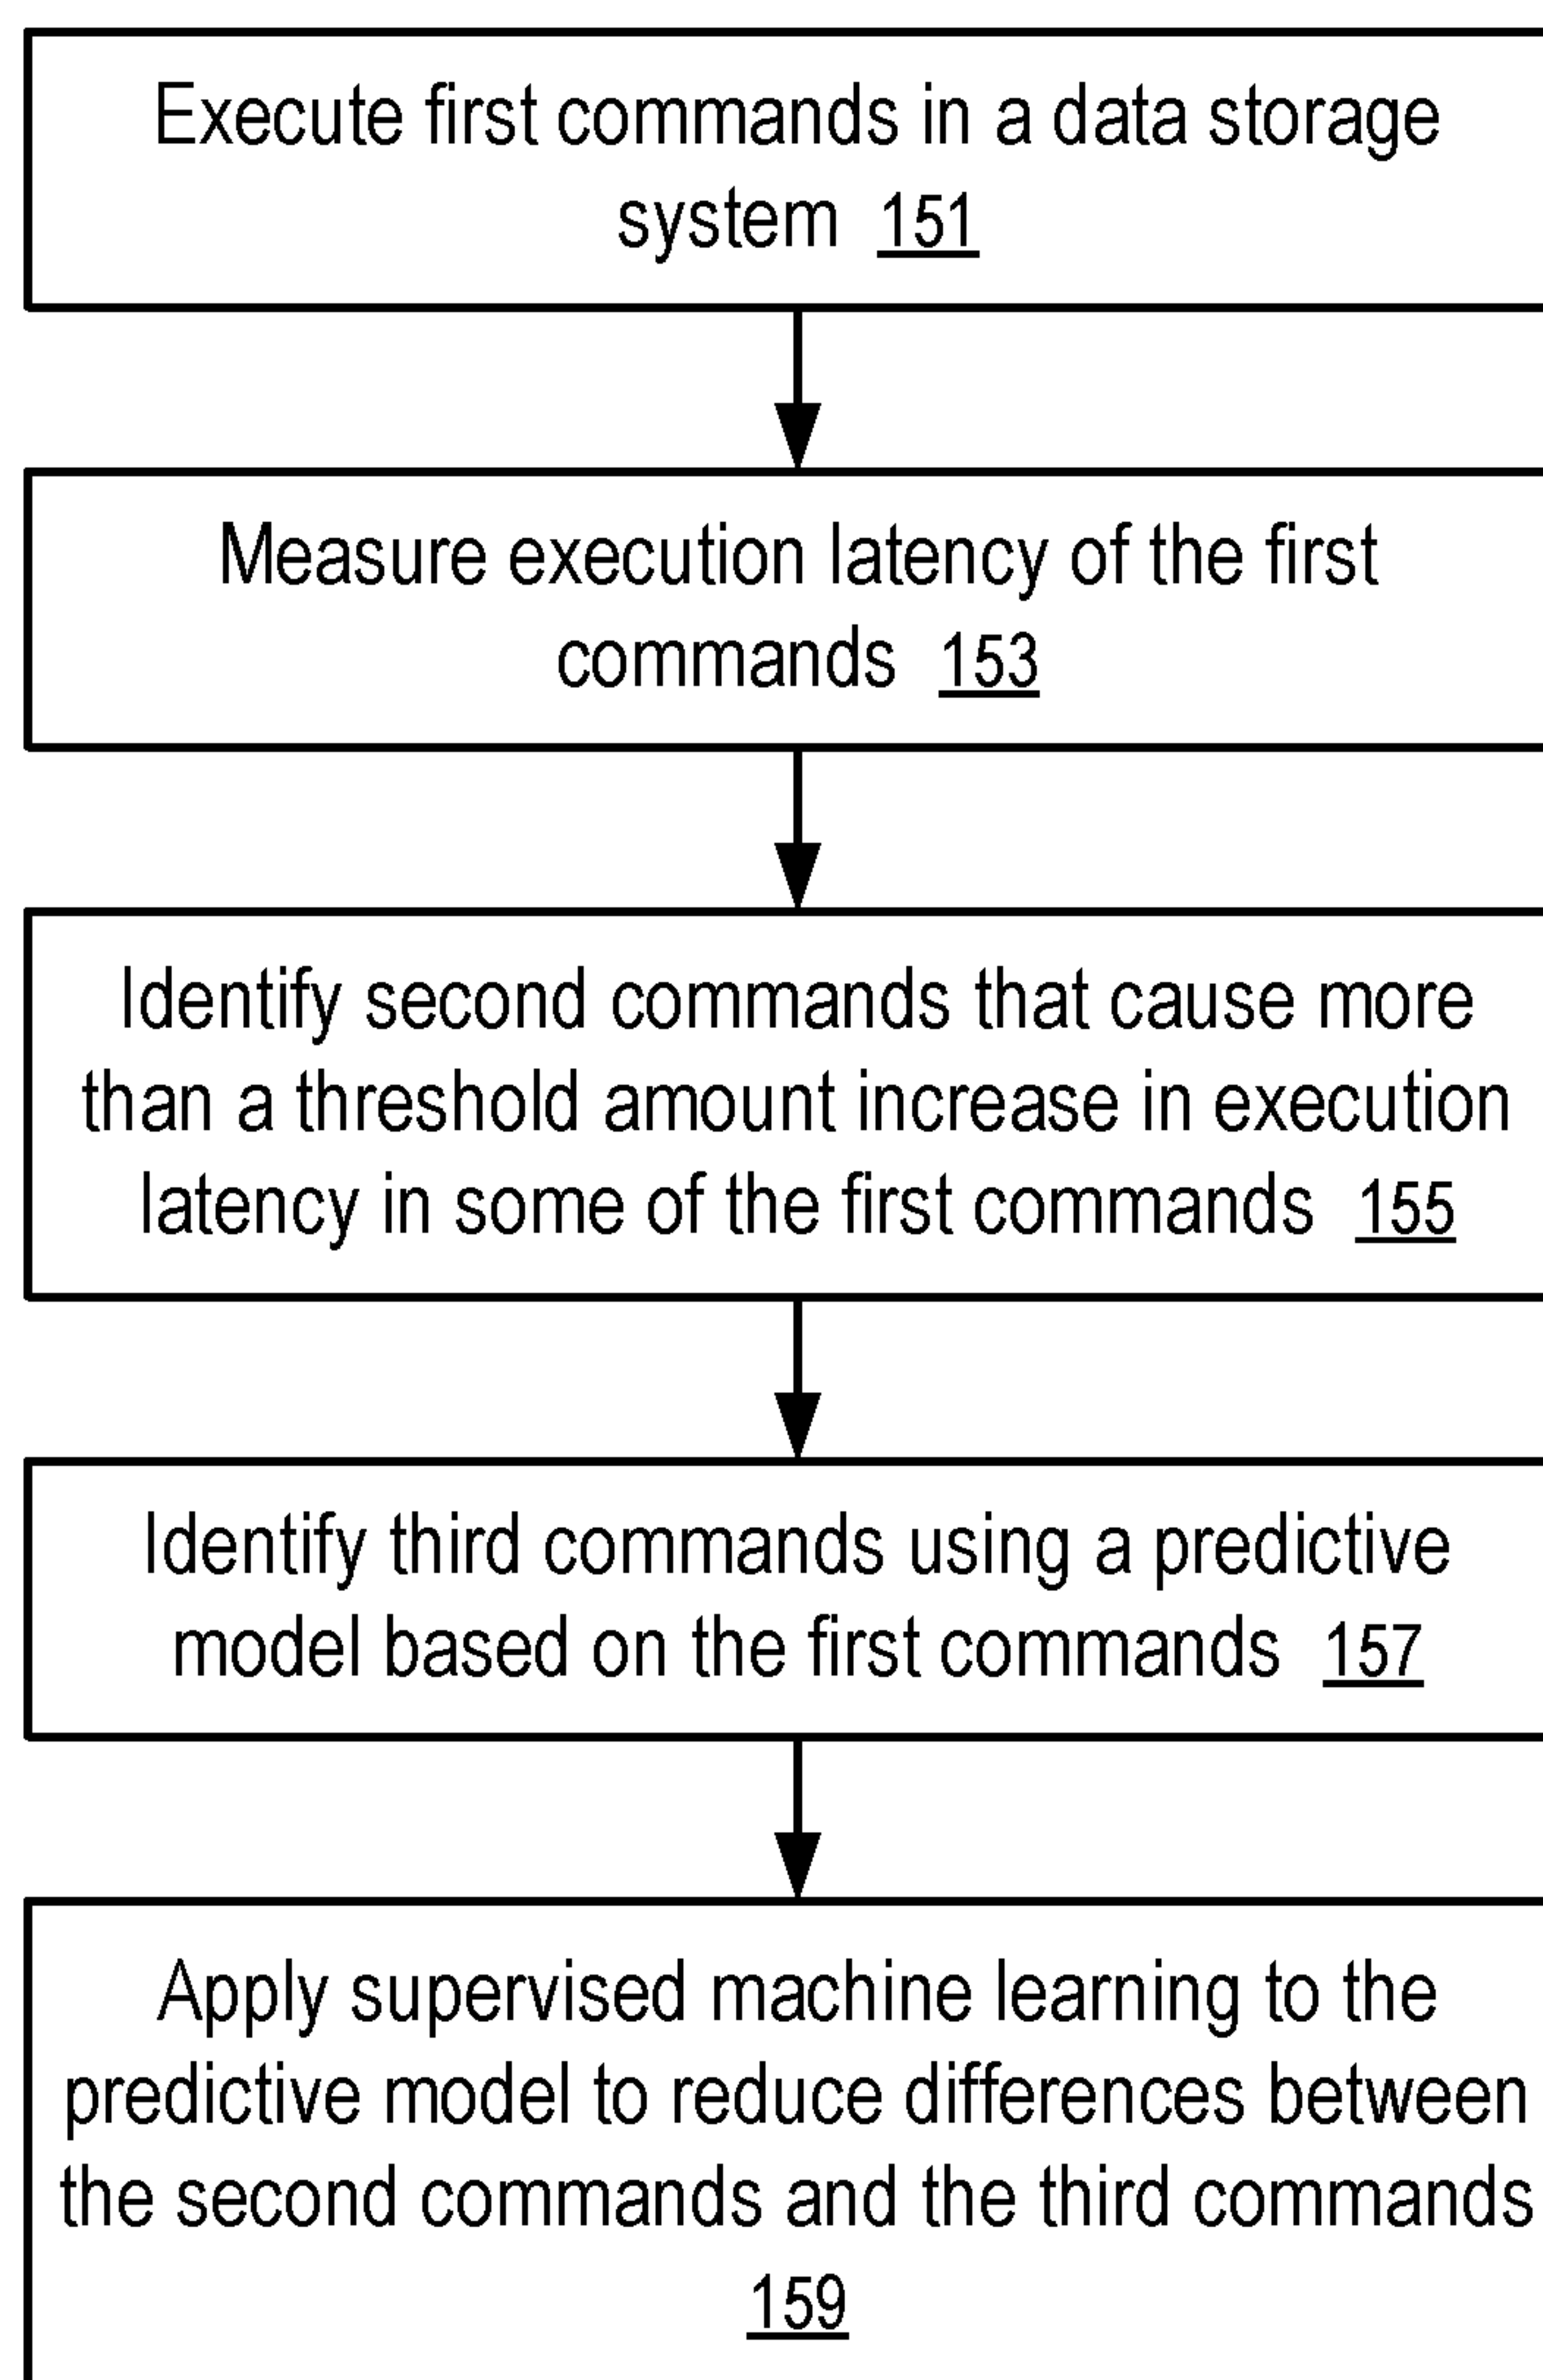 Execute first commands in a data storage
system 151
Measure execution latency of the first
commands 153
Identify second commands that cause more
than a threshold amount increase in execution
latency in some of the first commands 155
Identify third commands using a predictive
model based on the first commands 157
Apply supervised machine learning to the
predictive model to reduce differences between
the second commands and the third commands
159